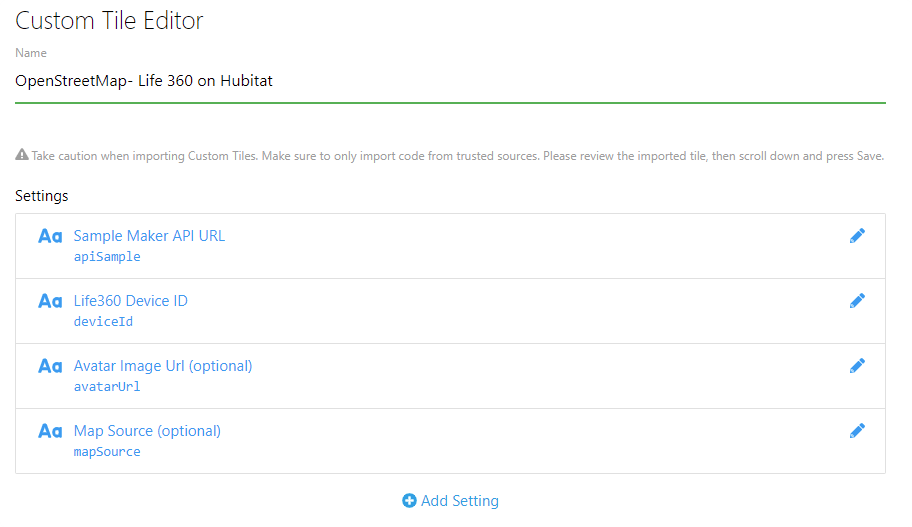 Custom Tile Editor
Name
OpenStreetMap- Life 360 on Hubitat
Take caution when importing Custom Tiles. Make sure to only import code from trusted sources. Please review the imported tile, then scroll down and press Save.
Settings
Aa Sample Maker API URL
apiSample
Aa Life360 Device ID
deviceId
Aa Avatar Image Url (optional)
avatarUrl
Aa Map Source (optional)
mapSource
Add Setting